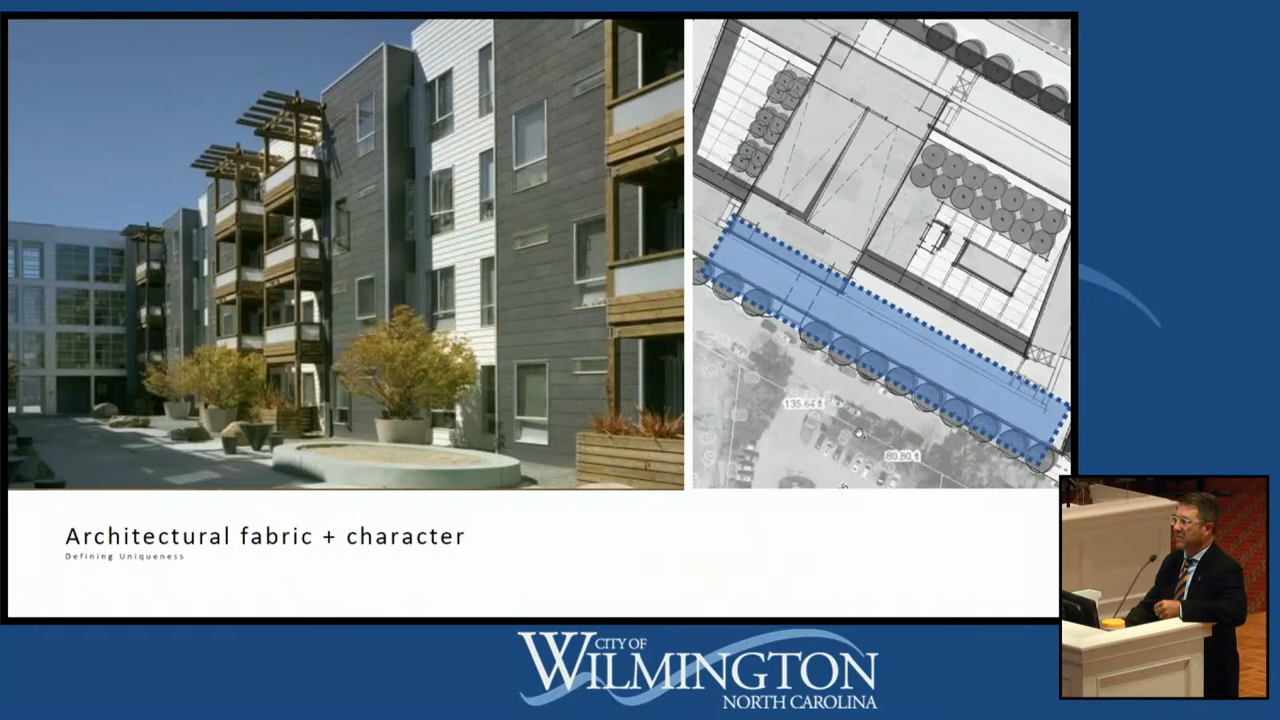 135.64 ft
80.80 ft
Architectural fabric + character
Defining Uniqueness
CITY OF
WILMINGTON
NORTH CAROLINA